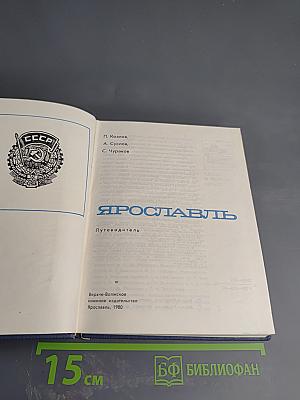 СССР
П. Козлов,
А. Суслов,
С. Чураков
ЯРОСЛАВЛЬ
Путеводитель
Верхне-Волжское
книжное издательство
Ярославль, 1980
15 см
БФ БИБЛИОФАН